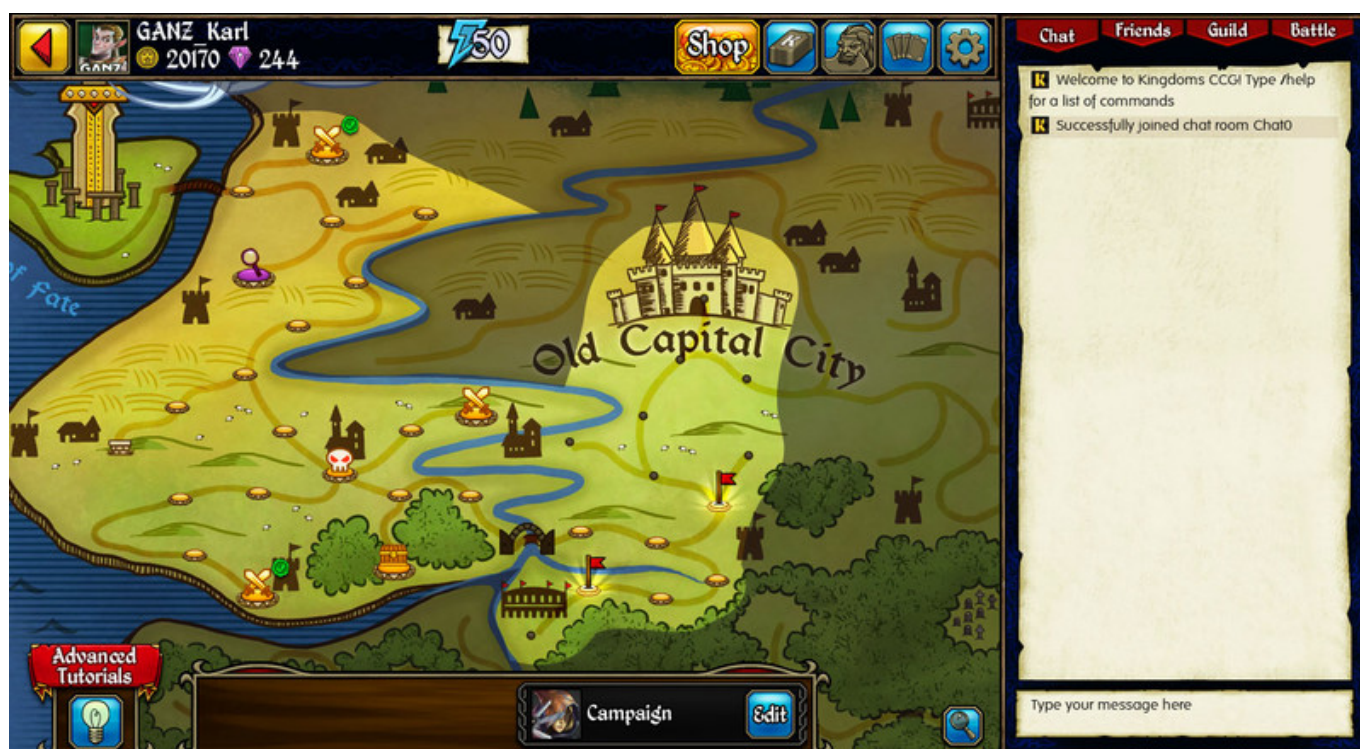 GANZ_Karl
20170 244
GANZ
50
Shop
K
Chat
Friends
Guild
Battle
K Welcome to Kingdoms CCG! Type /help
for a list of commands
K Successfully joined chat room Chat0
of Fate
Old Capital City
Advanced
Tutorials
Campaign
Edit
Type your message here